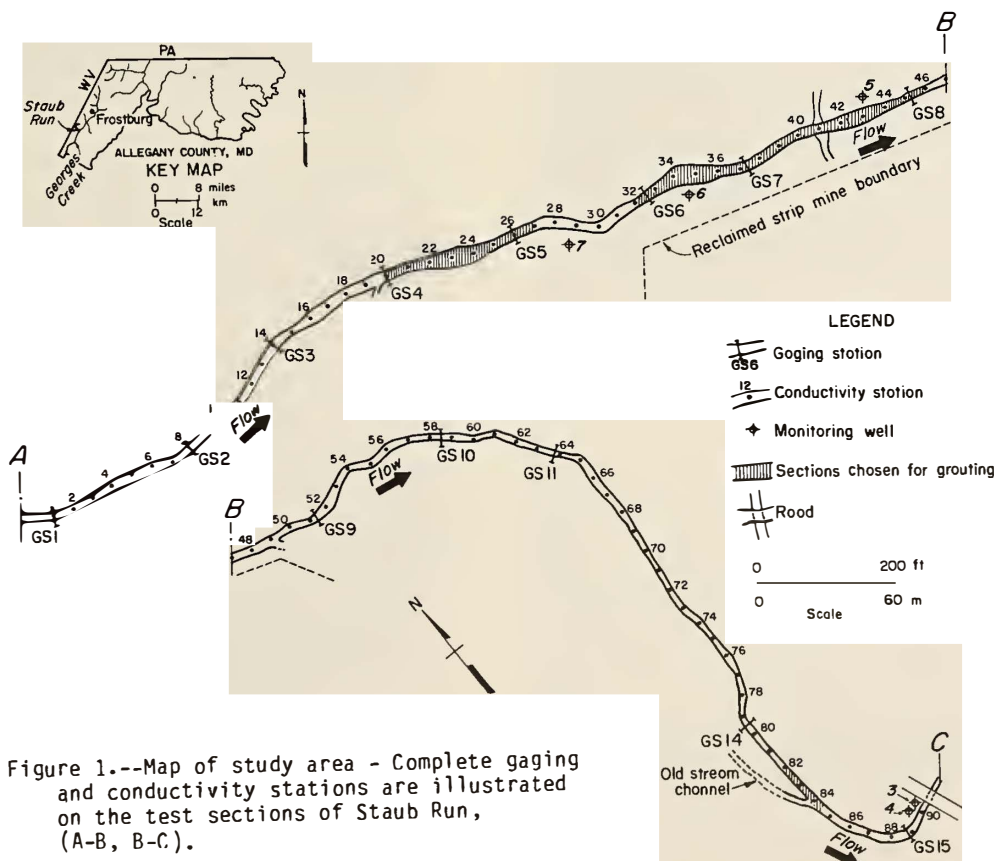 PA
WV
Staub
Run
Frostburg
Georges
Creek
ALLEGANY COUNTY, MD
KEY MAP
0 8 miles
0 12 km
Scale
N
B
5
46
44
42
40
GS8
Flow
36
34
GS7
6
32
GS6
Reclaimed strip mine boundary
30
28
7
26
GS5
24
22
20
GS4
18
16
14
GS3
12
1
Flow
8
GS2
6
4
2
A
GS1
LEGEND
GS6 Goging station
12 Conductivity station
Monitoring well
Sections chosen for grouting
Rood
0 200 ft
0 60 m
Scale
B
48
50
52
GS9
54
56
Flow
58
GS10
60
62
GS11
64
66
68
70
72
74
76
78
GS14
80
82
84
Old streom
channel
86
88
Flow
GS15
90
3
4
C
N
Figure 1.--Map of study area - Complete gaging
and conductivity stations are illustrated
on the test sections of Staub Run,
(A-B, B-C).